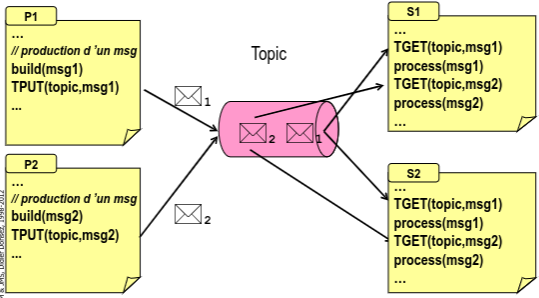 P1
...
// production d 'un msg
build(msg1)
TPUT(topic,msg1)
...
P2
...
// production d 'un msg
build(msg2)
TPUT(topic,msg2)
...
1
2
Topic
2
1
S1
...
TGET(topic,msg1)
process(msg1)
TGET(topic,msg2)
process(msg2)
...
S2
...
TGET(topic,msg1)
process(msg1)
TGET(topic,msg2)
process(msg2)
...
& JMS, Didier Donsez, 1998-2012